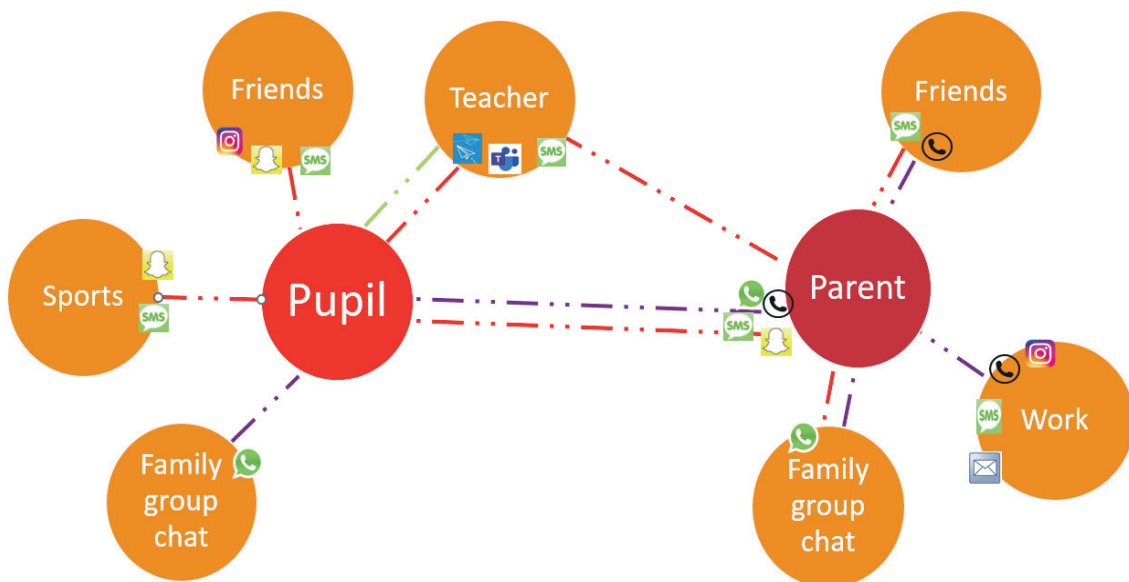 Friends
Teacher
Friends
SMS
SMS
SMS
T
Sports
SMS
Pupil
Parent
SMS
Work
SMS
Family
group
chat
Family
group
chat